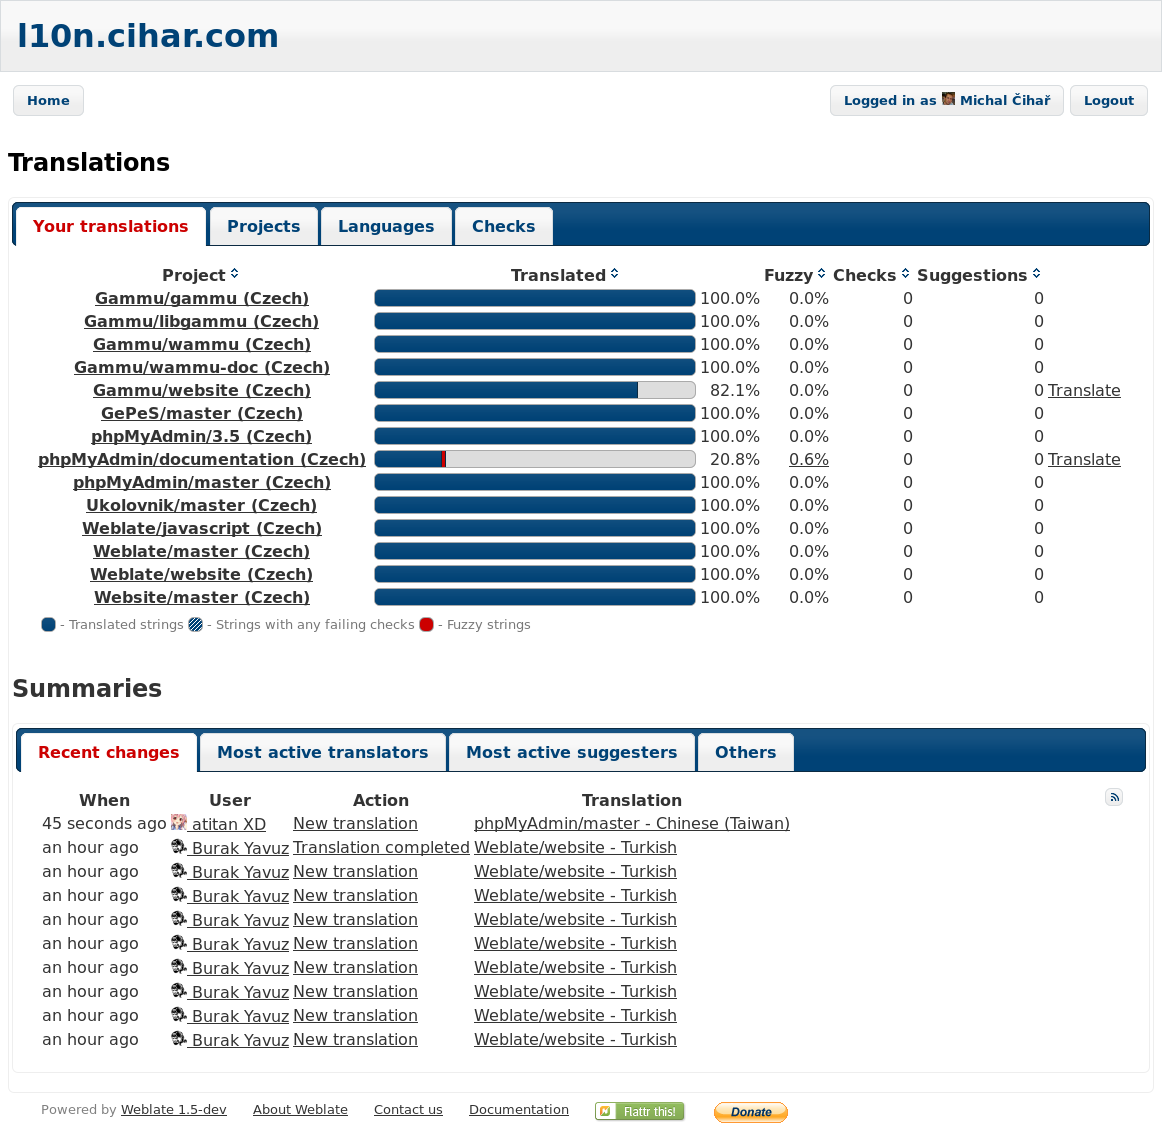 l10n.cihar.com
Home Logged in as Michal Čihař Logout
Translations
Your translations Projects Languages Checks
Project Translated Fuzzy Checks Suggestions
Gammu/gammu (Czech) 100.0% 0.0% 0 0
Gammu/libgammu (Czech) 100.0% 0.0% 0 0
Gammu/wammu (Czech) 100.0% 0.0% 0 0
Gammu/wammu-doc (Czech) 100.0% 0.0% 0 0
Gammu/website (Czech) 82.1% 0.0% 0 0 Translate
GePeS/master (Czech) 100.0% 0.0% 0 0
phpMyAdmin/3.5 (Czech) 100.0% 0.0% 0 0
phpMyAdmin/documentation (Czech) 20.8% 0.6% 0 0 Translate
phpMyAdmin/master (Czech) 100.0% 0.0% 0 0
Ukolovnik/master (Czech) 100.0% 0.0% 0 0
Weblate/javascript (Czech) 100.0% 0.0% 0 0
Weblate/master (Czech) 100.0% 0.0% 0 0
Weblate/website (Czech) 100.0% 0.0% 0 0
Website/master (Czech) 100.0% 0.0% 0 0
- Translated strings - Strings with any failing checks - Fuzzy strings
Summaries
Recent changes Most active translators Most active suggesters Others
When User Action Translation
45 seconds ago atitan XD New translation phpMyAdmin/master - Chinese (Taiwan)
an hour ago Burak Yavuz Translation completed Weblate/website - Turkish
an hour ago Burak Yavuz New translation Weblate/website - Turkish
an hour ago Burak Yavuz New translation Weblate/website - Turkish
an hour ago Burak Yavuz New translation Weblate/website - Turkish
an hour ago Burak Yavuz New translation Weblate/website - Turkish
an hour ago Burak Yavuz New translation Weblate/website - Turkish
an hour ago Burak Yavuz New translation Weblate/website - Turkish
an hour ago Burak Yavuz New translation Weblate/website - Turkish
an hour ago Burak Yavuz New translation Weblate/website - Turkish
Powered by Weblate 1.5-dev About Weblate Contact us Documentation Flattr this! Donate